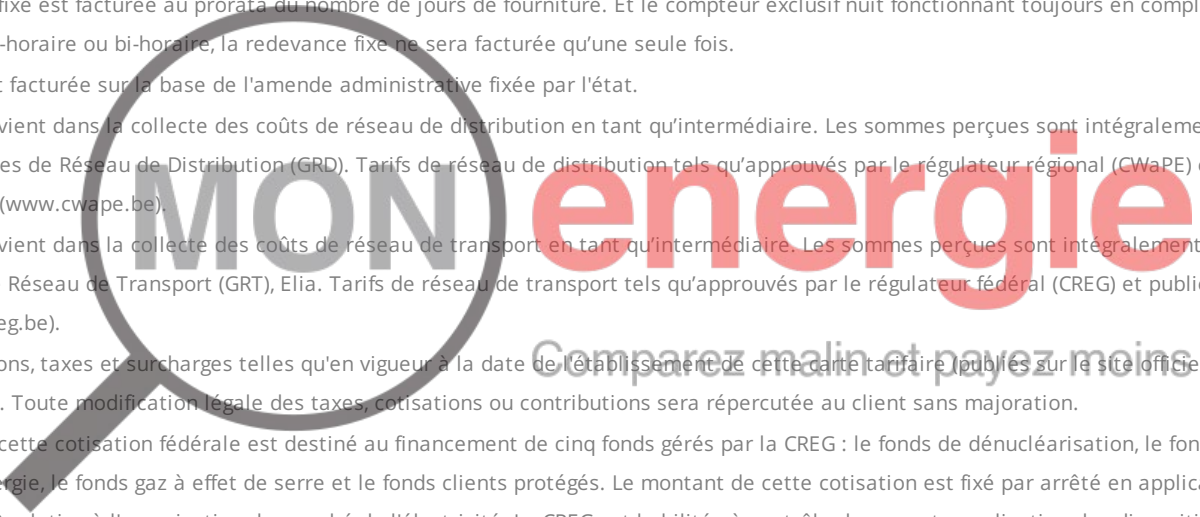 fixe est facturée au prorata du nombre de jours de fourniture. Et le compteur exclusif nuit fonctionnant toujours en
-horaire ou bi-horaire, la redevance fixe ne sera facturée qu’une seule fois.
facturée sur la base de l'amende administrative fixée par l'état.
vient dans la collecte des coûts de réseau de distribution en tant qu’intermédiaire. Les sommes perçues sont
es de Réseau de Distribution (GRD). Tarifs de réseau de distribution tels qu’approuvés par le régulateur régional (CWaPE)
(www.cwape.be).
vient dans la collecte des coûts de réseau de transport en tant qu’intermédiaire. Les sommes perçues sont intégralement
Réseau de Transport (GRT), Elia. Tarifs de réseau de transport tels qu’approuvés par le régulateur fédéral (CREG) et
eg.be).
ons, taxes et surcharges telles qu'en vigueur à la date de l'établissement de cette carte tarifaire (publiés sur le site
. Toute modification légale des taxes, cotisations ou contributions sera répercutée au client sans majoration.
cette cotisation fédérale est destiné au financement de cinq fonds gérés par la CREG : le fonds de dénucléarisation, le
ergie, le fonds gaz à effet de serre et le fonds clients protégés. Le montant de cette cotisation est fixé par arrêté en
MON energie
Comparez malin et payez moins